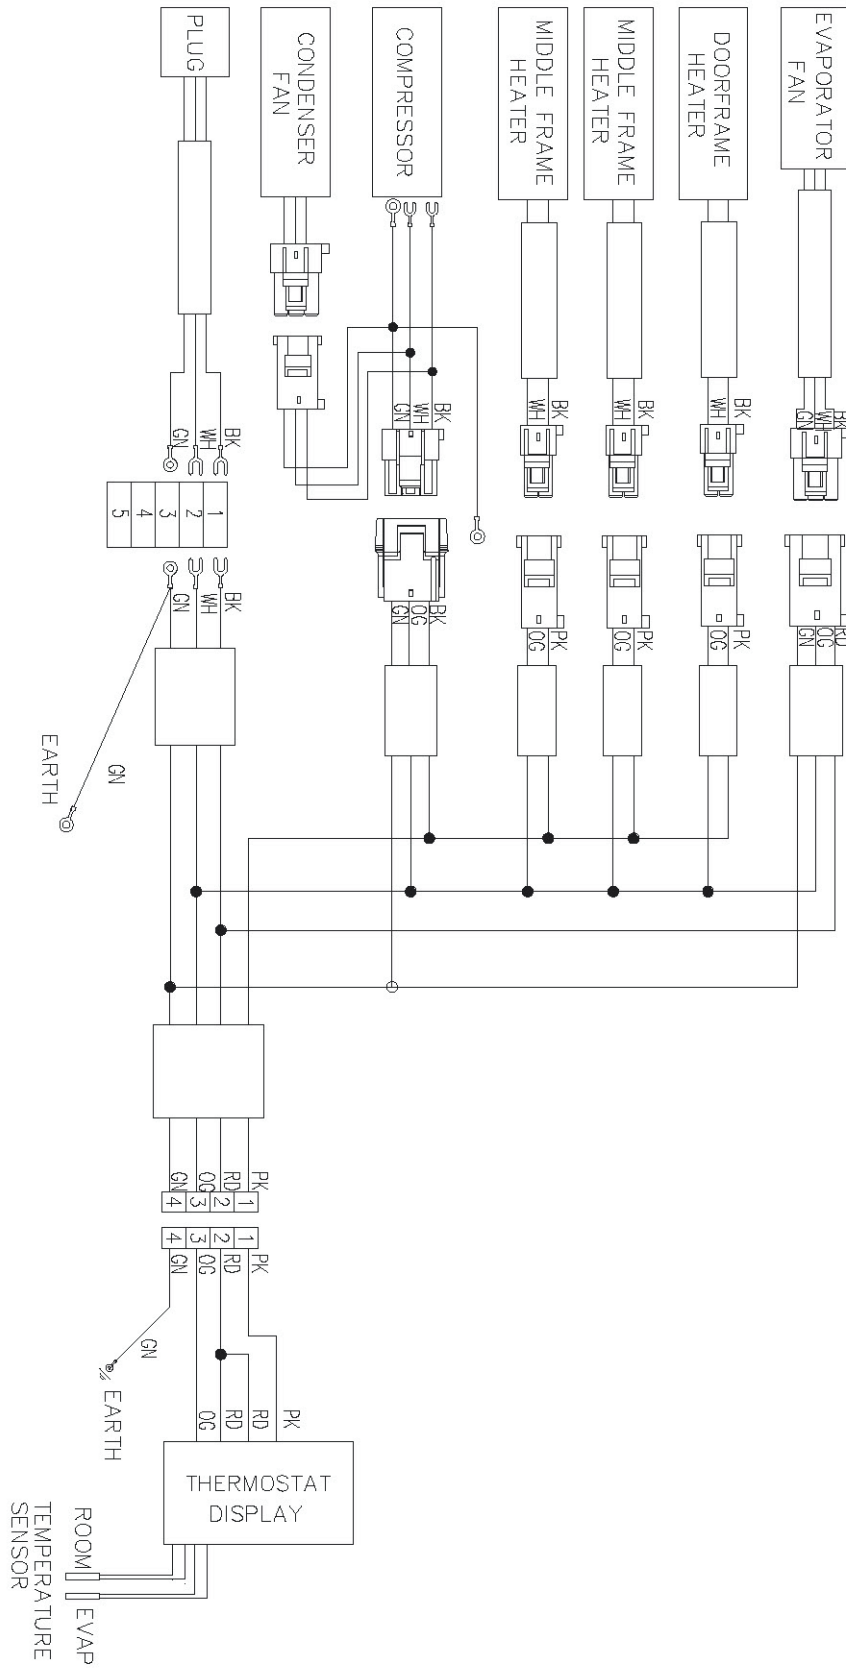 PLUG
CONDENSER
FAN
COMPRESSOR
MIDDLE FRAME
HEATER
MIDDLE FRAME
HEATER
DOORFRAME
HEATER
EVAPORATOR
FAN
GN WH BK
GN WH BK
WH BK
WH BK
WH BK
GN WH BK
5 4 3 2 1
GN WH BK
GN OG BK
OG PK
OG PK
OG PK
GN OG RD
EARTH
GN
GN OG RD PK
4 3 2 1
4 3 2 1
GN OG RD PK
GN
EARTH
OG RD RD PK
THERMOSTAT
DISPLAY
ROOM EVAP
TEMPERATURE
SENSOR